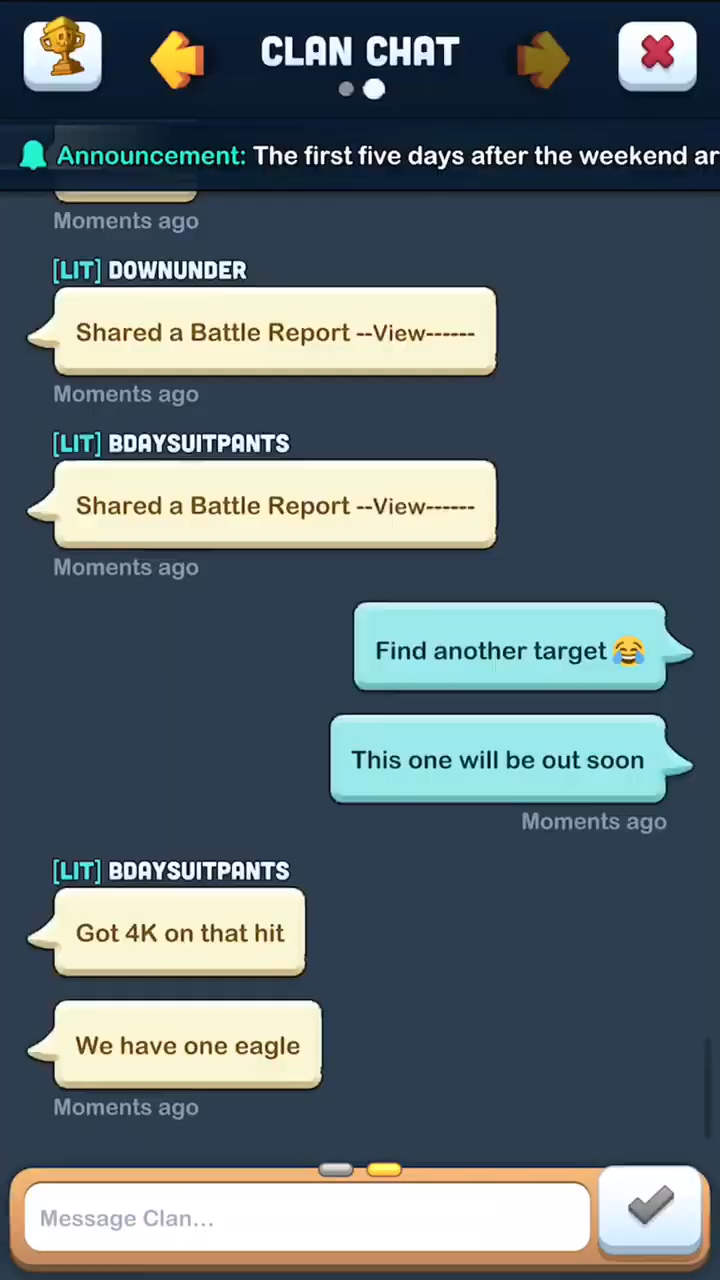 CLAN CHAT
Announcement: The first five days after the weekend ar
Moments ago
[LIT] DOWNUNDER
Shared a Battle Report --View------
Moments ago
[LIT] BDAYSUITPANTS
Shared a Battle Report --View------
Moments ago
Find another target 😂
This one will be out soon
Moments ago
[LIT] BDAYSUITPANTS
Got 4K on that hit
We have one eagle
Moments ago
Message Clan...